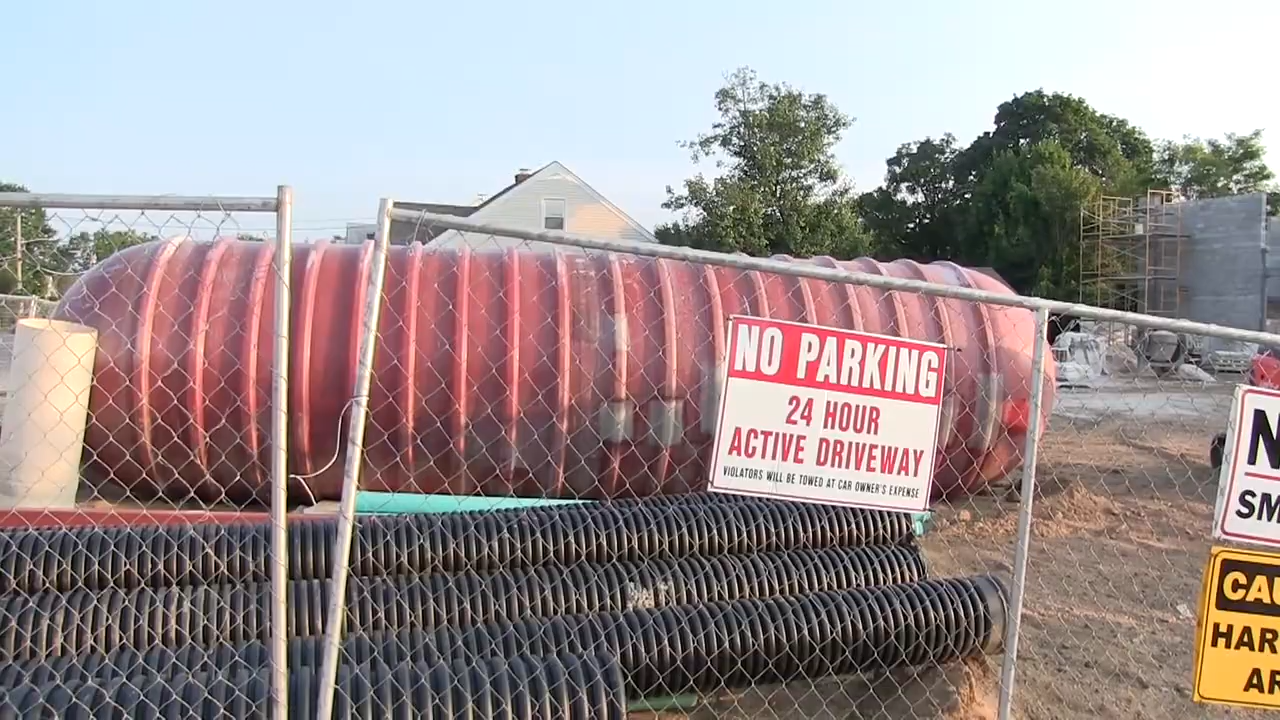 NO PARKING
24 HOUR
ACTIVE DRIVEWAY
VIOLATORS WILL BE TOWED AT CAR OWNER'S EXPENSE